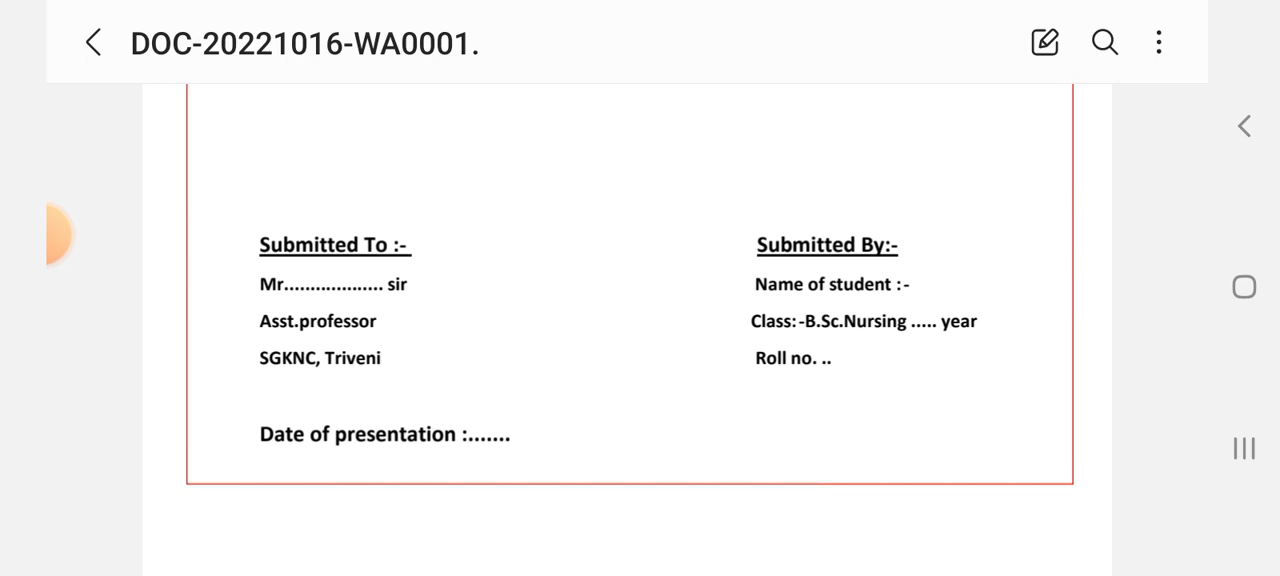 DOC-20221016-WA0001.
Submitted To :-
Submitted By:-
Mr................... sir
Name of student :-
Asst.professor
Class:-B.Sc.Nursing ..... year
SGKNC, Triveni
Roll no. ..
Date of presentation :.......